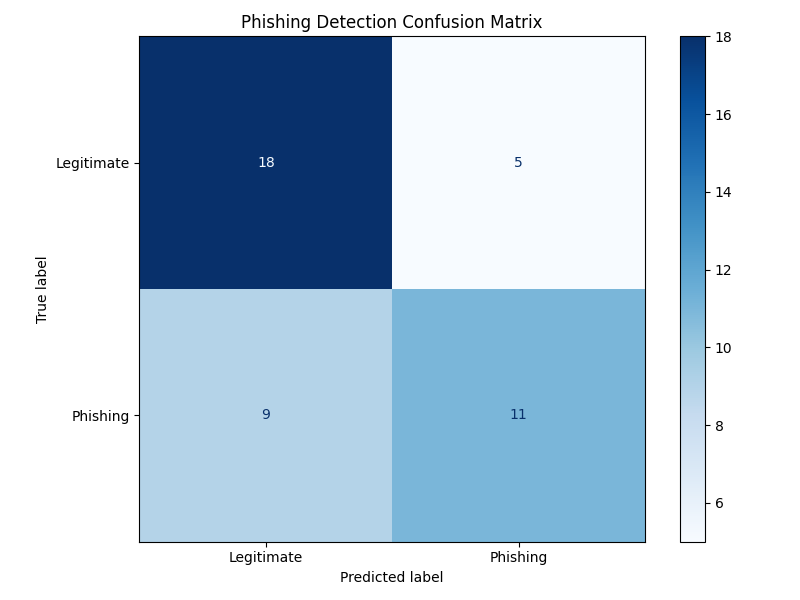 Phishing Detection Confusion Matrix
True label
Legitimate
Phishing
18
5
9
11
Legitimate
Phishing
Predicted label
18
16
14
12
10
8
6